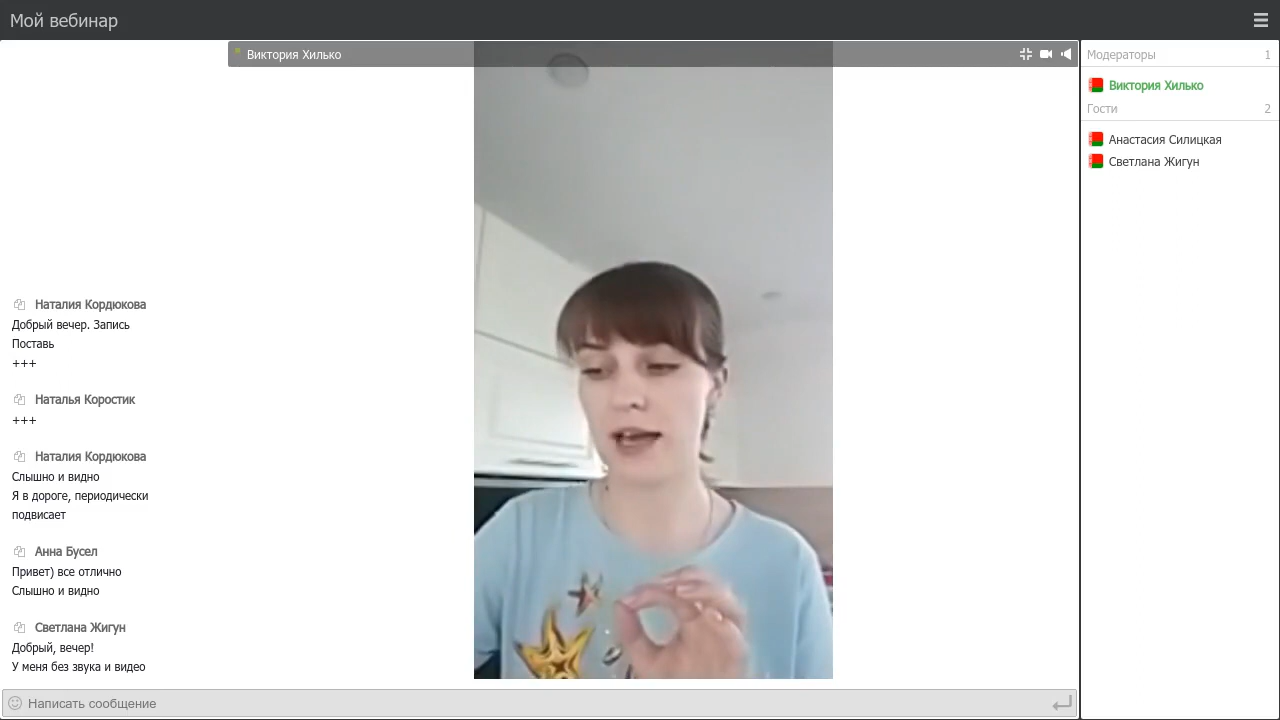 Мой вебинар
Виктория Хилько
Модераторы 1
Виктория Хилько
Гости 2
Анастасия Силицкая
Светлана Жигун
Наталия Кордюкова
Добрый вечер. Запись
Поставь
+++
Наталья Коростик
+++
Наталия Кордюкова
Слышно и видно
Я в дороге, периодически
подвисает
Анна Бусел
Привет) все отлично
Слышно и видно
Светлана Жигун
Добрый, вечер!
У меня без звука и видео
Написать сообщение